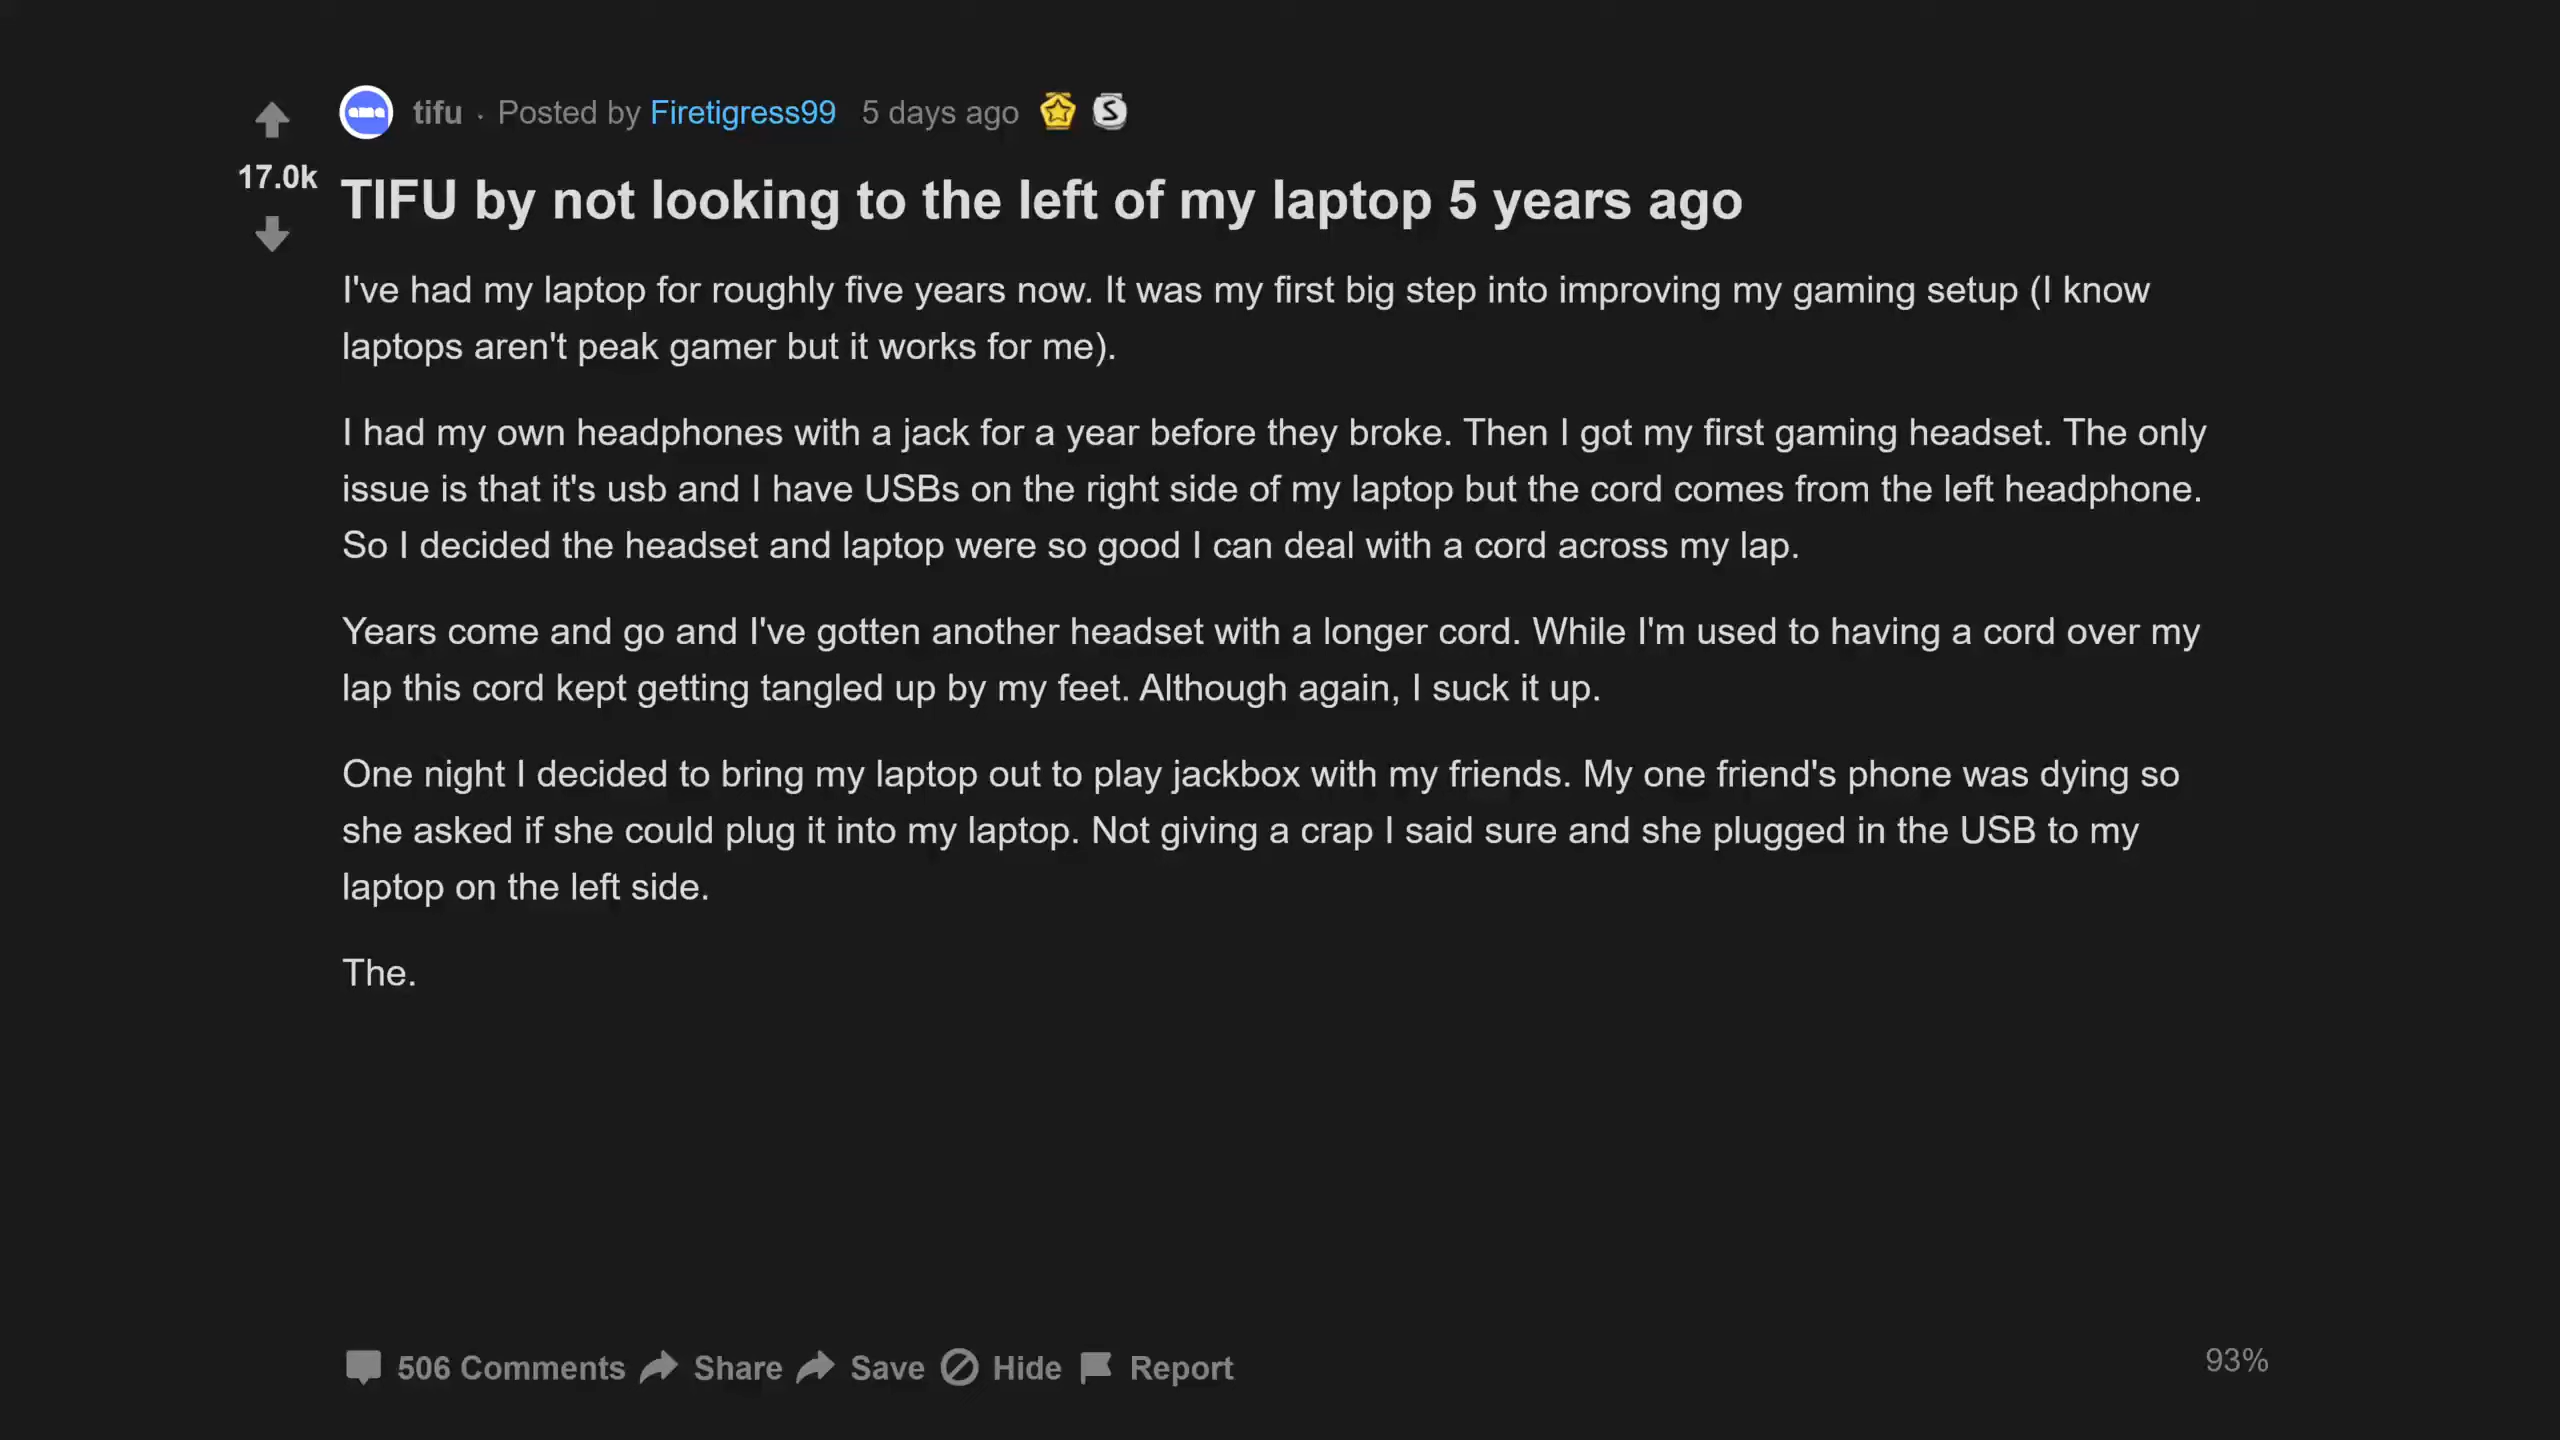 tifu · Posted by Firetigress99 5 days ago
17.0k
TIFU by not looking to the left of my laptop 5 years ago
I've had my laptop for roughly five years now. It was my first big step into improving my gaming setup (I know
laptops aren't peak gamer but it works for me).
I had my own headphones with a jack for a year before they broke. Then I got my first gaming headset. The only
issue is that it's usb and I have USBs on the right side of my laptop but the cord comes from the left headphone.
So I decided the headset and laptop were so good I can deal with a cord across my lap.
Years come and go and I've gotten another headset with a longer cord. While I'm used to having a cord over my
lap this cord kept getting tangled up by my feet. Although again, I suck it up.
One night I decided to bring my laptop out to play jackbox with my friends. My one friend's phone was dying so
she asked if she could plug it into my laptop. Not giving a crap I said sure and she plugged in the USB to my
laptop on the left side.
The.
506 Comments Share Save Hide Report
93%